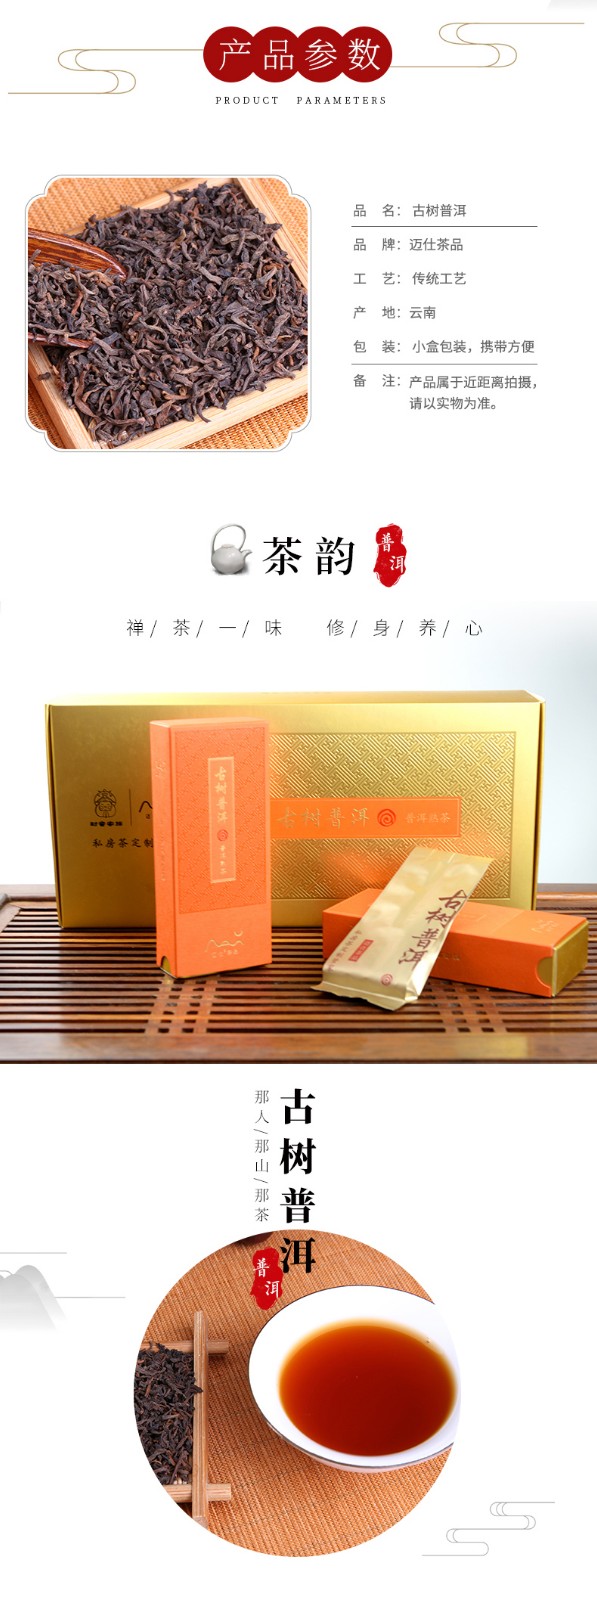 产品参数
PRODUCT PARAMETERS
品 名： 古树普洱
品 牌：迈仕茶品
工 艺： 传统工艺
产 地：云南
包 装： 小盒包装，携带方便
备 注：产品属于近距离拍摄，
请以实物为准。
茶韵
普洱
禅/ 茶/ 一/ 味 修/ 身/ 养/ 心
私房茶定制
古树普洱
普洱熟茶
古树普洱
普洱熟茶
古树普洱
古树普洱
那人/那山/那茶
普洱